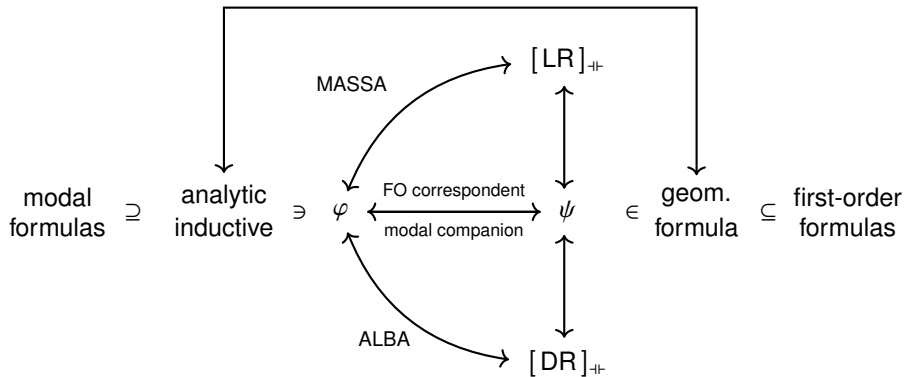 [LR]⊣⊢
MASSA
modal formulas ⊇ analytic inductive ∋ φ
FO correspondent
modal companion
ψ ∈ geom. formula ⊆ first-order formulas
ALBA
[DR]⊣⊢